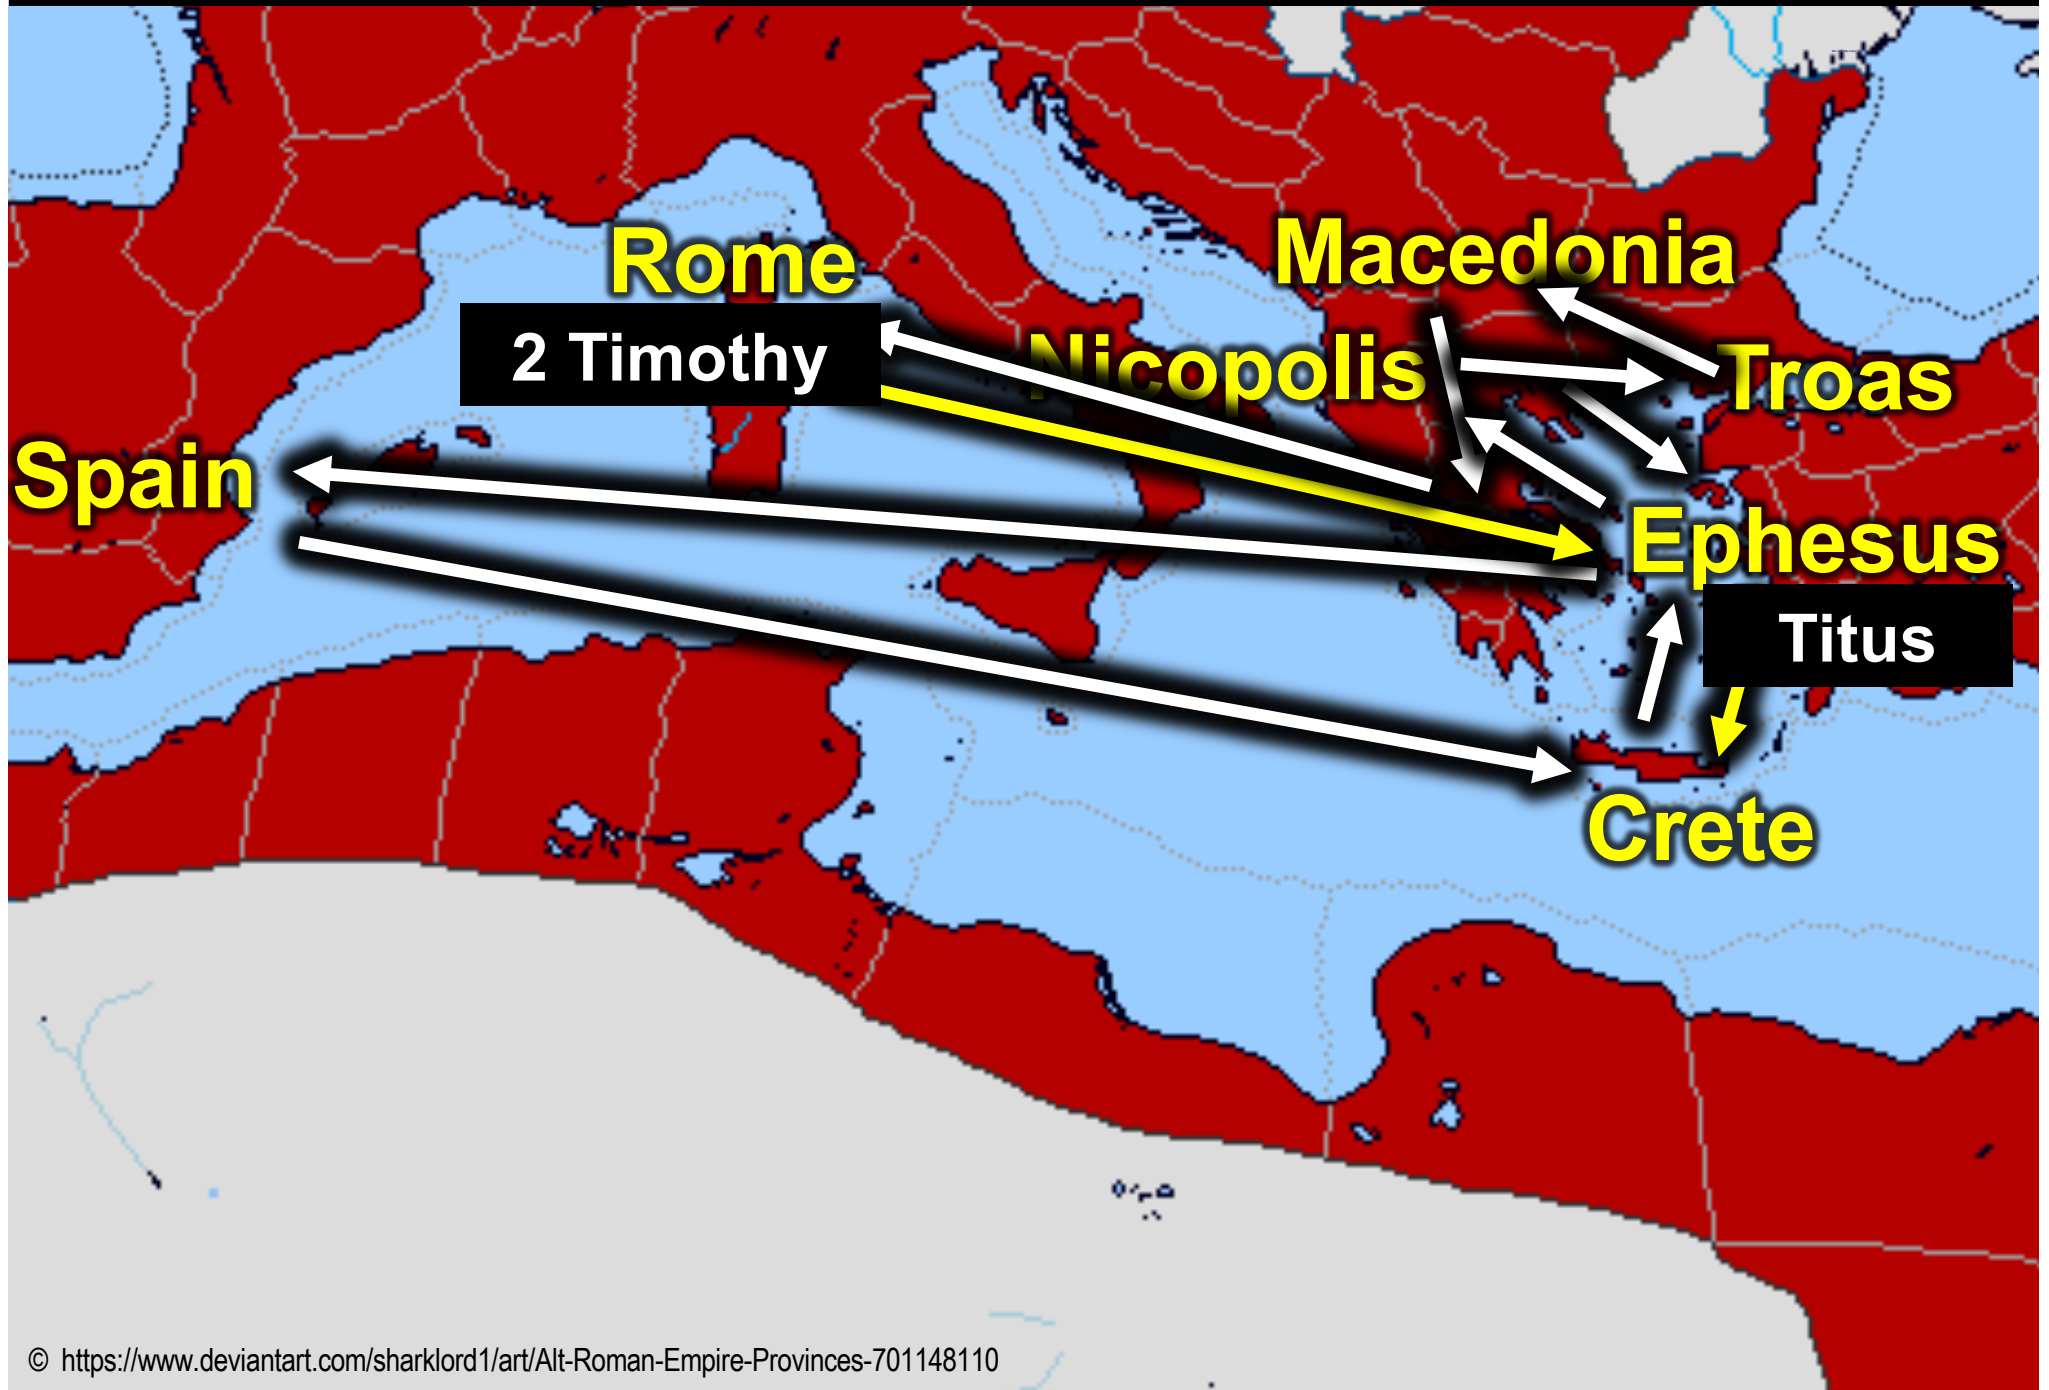 Macedonia
Rome
2 Timothy
Nicopolis
Troas
Spain
Ephesus
Titus
Crete
© https://www.deviantart.com/sharklord1/art/Alt-Roman-Empire-Provinces-701148110